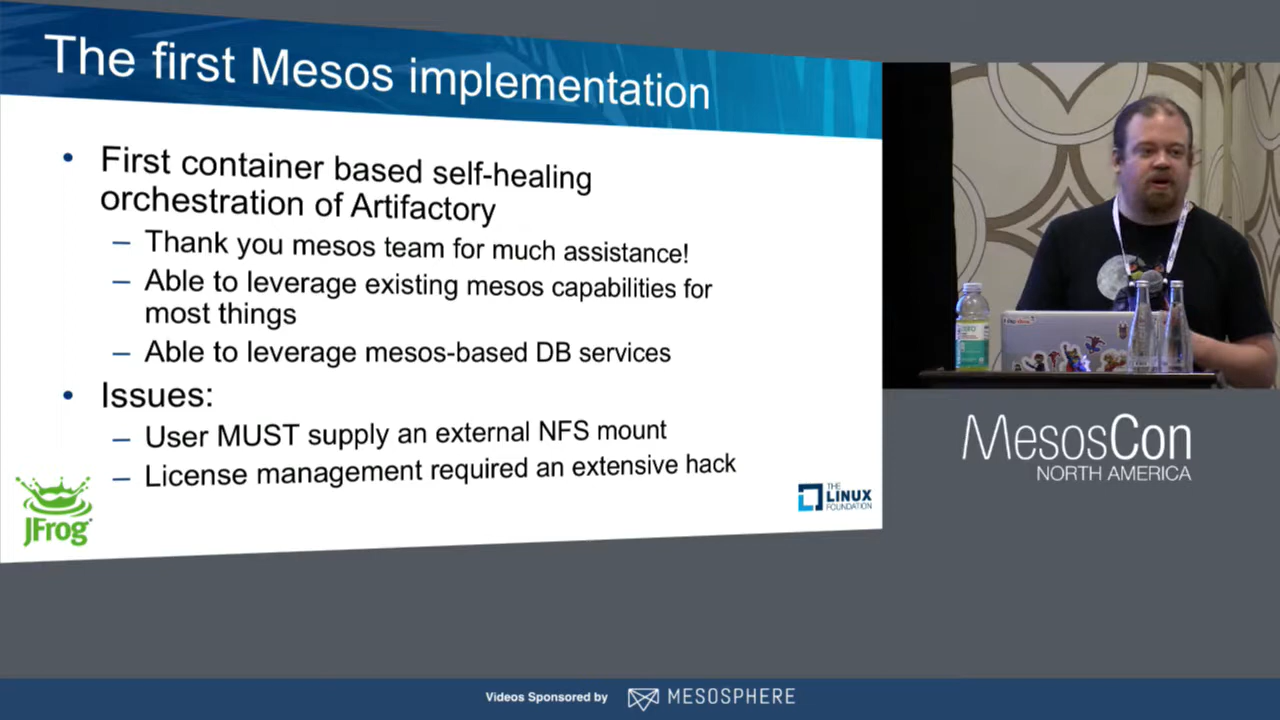 The first Mesos implementation
• First container based self-healing
orchestration of Artifactory
– Thank you mesos team for much assistance!
– Able to leverage existing mesos capabilities for
most things
– Able to leverage mesos-based DB services
• Issues:
– User MUST supply an external NFS mount
– License management required an extensive hack
JFrog
THE
LINUX
FOUNDATION
MesosCon
NORTH AMERICA
Videos Sponsored by MESOSPHERE